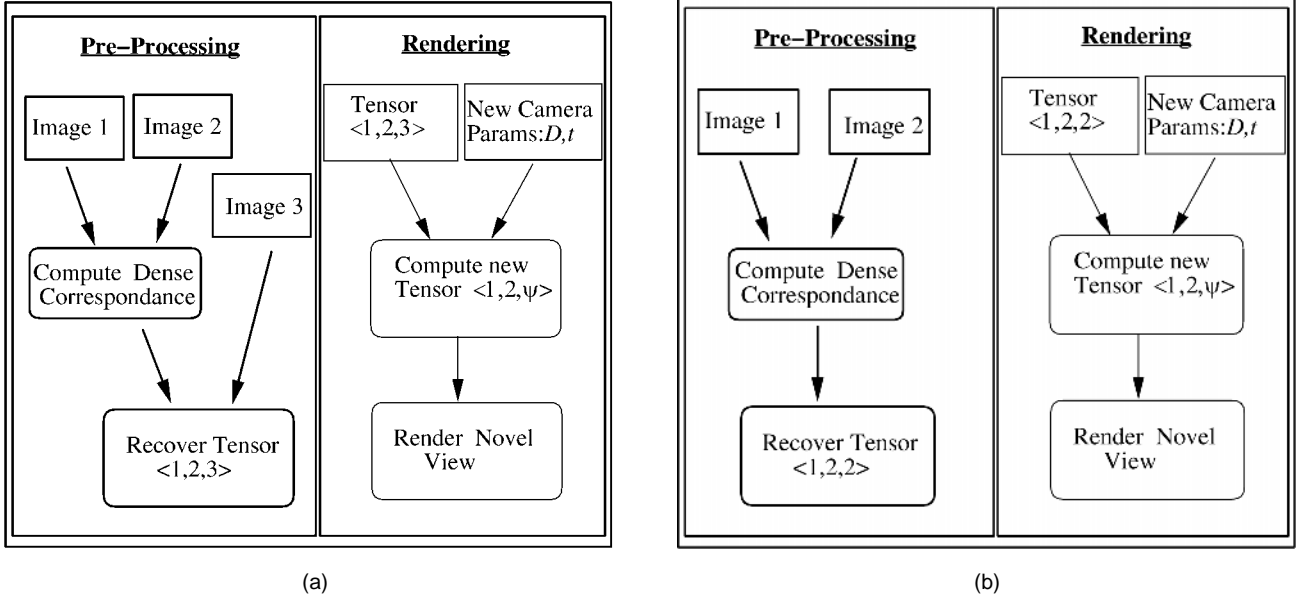 Pre–Processing
Image 1
Image 2
Image 3
Compute Dense
Correspondance
Recover Tensor
<1,2,3>
Rendering
Tensor
<1,2,3>
New Camera
Params:D,t
Compute new
Tensor <1,2,ψ>
Render Novel
View
(a)
Pre–Processing
Image 1
Image 2
Compute Dense
Correspondance
Recover Tensor
<1,2,2>
Rendering
Tensor
<1,2,2>
New Camera
Params:D,t
Compute new
Tensor <1,2,ψ>
Render Novel
View
(b)